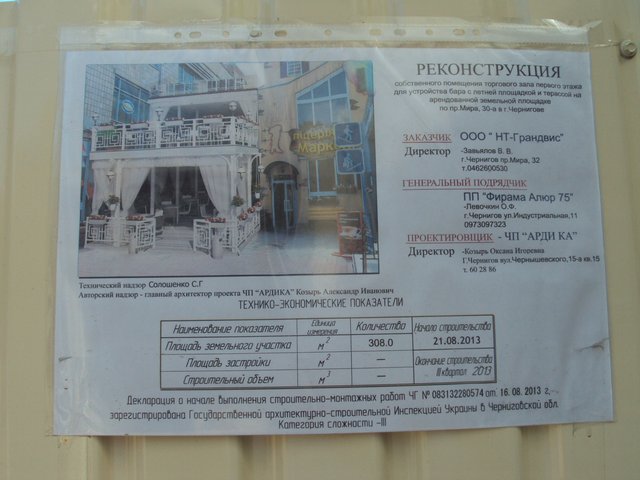 РЕКОНСТРУКЦИЯ
собственного помещения торгового зала первого этажа
для устройства бара с летней площадкой и террасой на
арендованной земельной площадке
по пр.Мира, 30-а в г. Чернигове
ЗАКАЗЧИК ООО " НТ-Грандвис"
Директор -Завьялов В. В.
г.Чернигов пр.Мира, 32
т.0462600530
ГЕНЕРАЛЬНЫЙ ПОДРЯДЧИК
ПП "Фирама Алюр 75"
-Левочкин О.Ф.
г.Чернигов ул.Индустриальная,11
0973097323
ПРОЕКТИРОВЩИК - ЧП "АРДИ КА"
Директор -Козырь Оксана Игоревна
Г.Чернигов вул.Чернышевского,15-а кв.15
т. 60 28 86
Технический надзор Солошенко С.Г
Авторский надзор - главный архитектор проекта ЧП "АРДИКА" Козырь Александр Иванович
ТЕХНИКО-ЭКОНОМИЧЕСКИЕ ПОКАЗАТЕЛИ
Наименование показателя Единица измерения Количества Начало строительства
Площадь земельного участка м² 308.0 21.08.2013
Площадь застройки м² — Окончание строительства
Строительный объем м³ — III квартал 2013
Декларация о начале выполнения строительно-монтажных работ ЧГ № 083132280574 от 16. 08. 2013 г,
зарегистрирована Государственной архитектурно-строительной Инспекцией Украины в Черниговской обл.
Категория сложности -III